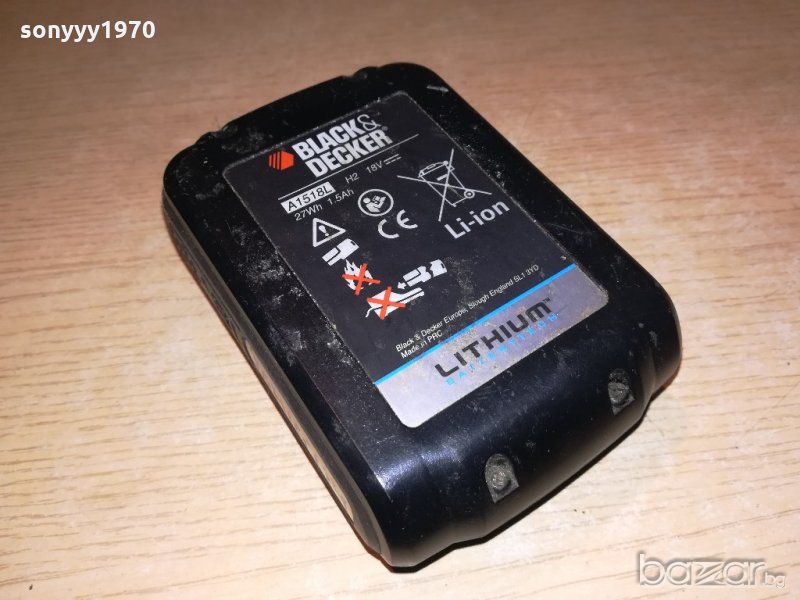 sonyyy1970
BLACK&
DECKER
A1518L H2 18V
27Wh 1.5Ah
CE
Li-ion
Black & Decker Europe, Slough England SL1 3YD
Made in PRC
LITHIUM™
bazar.bg